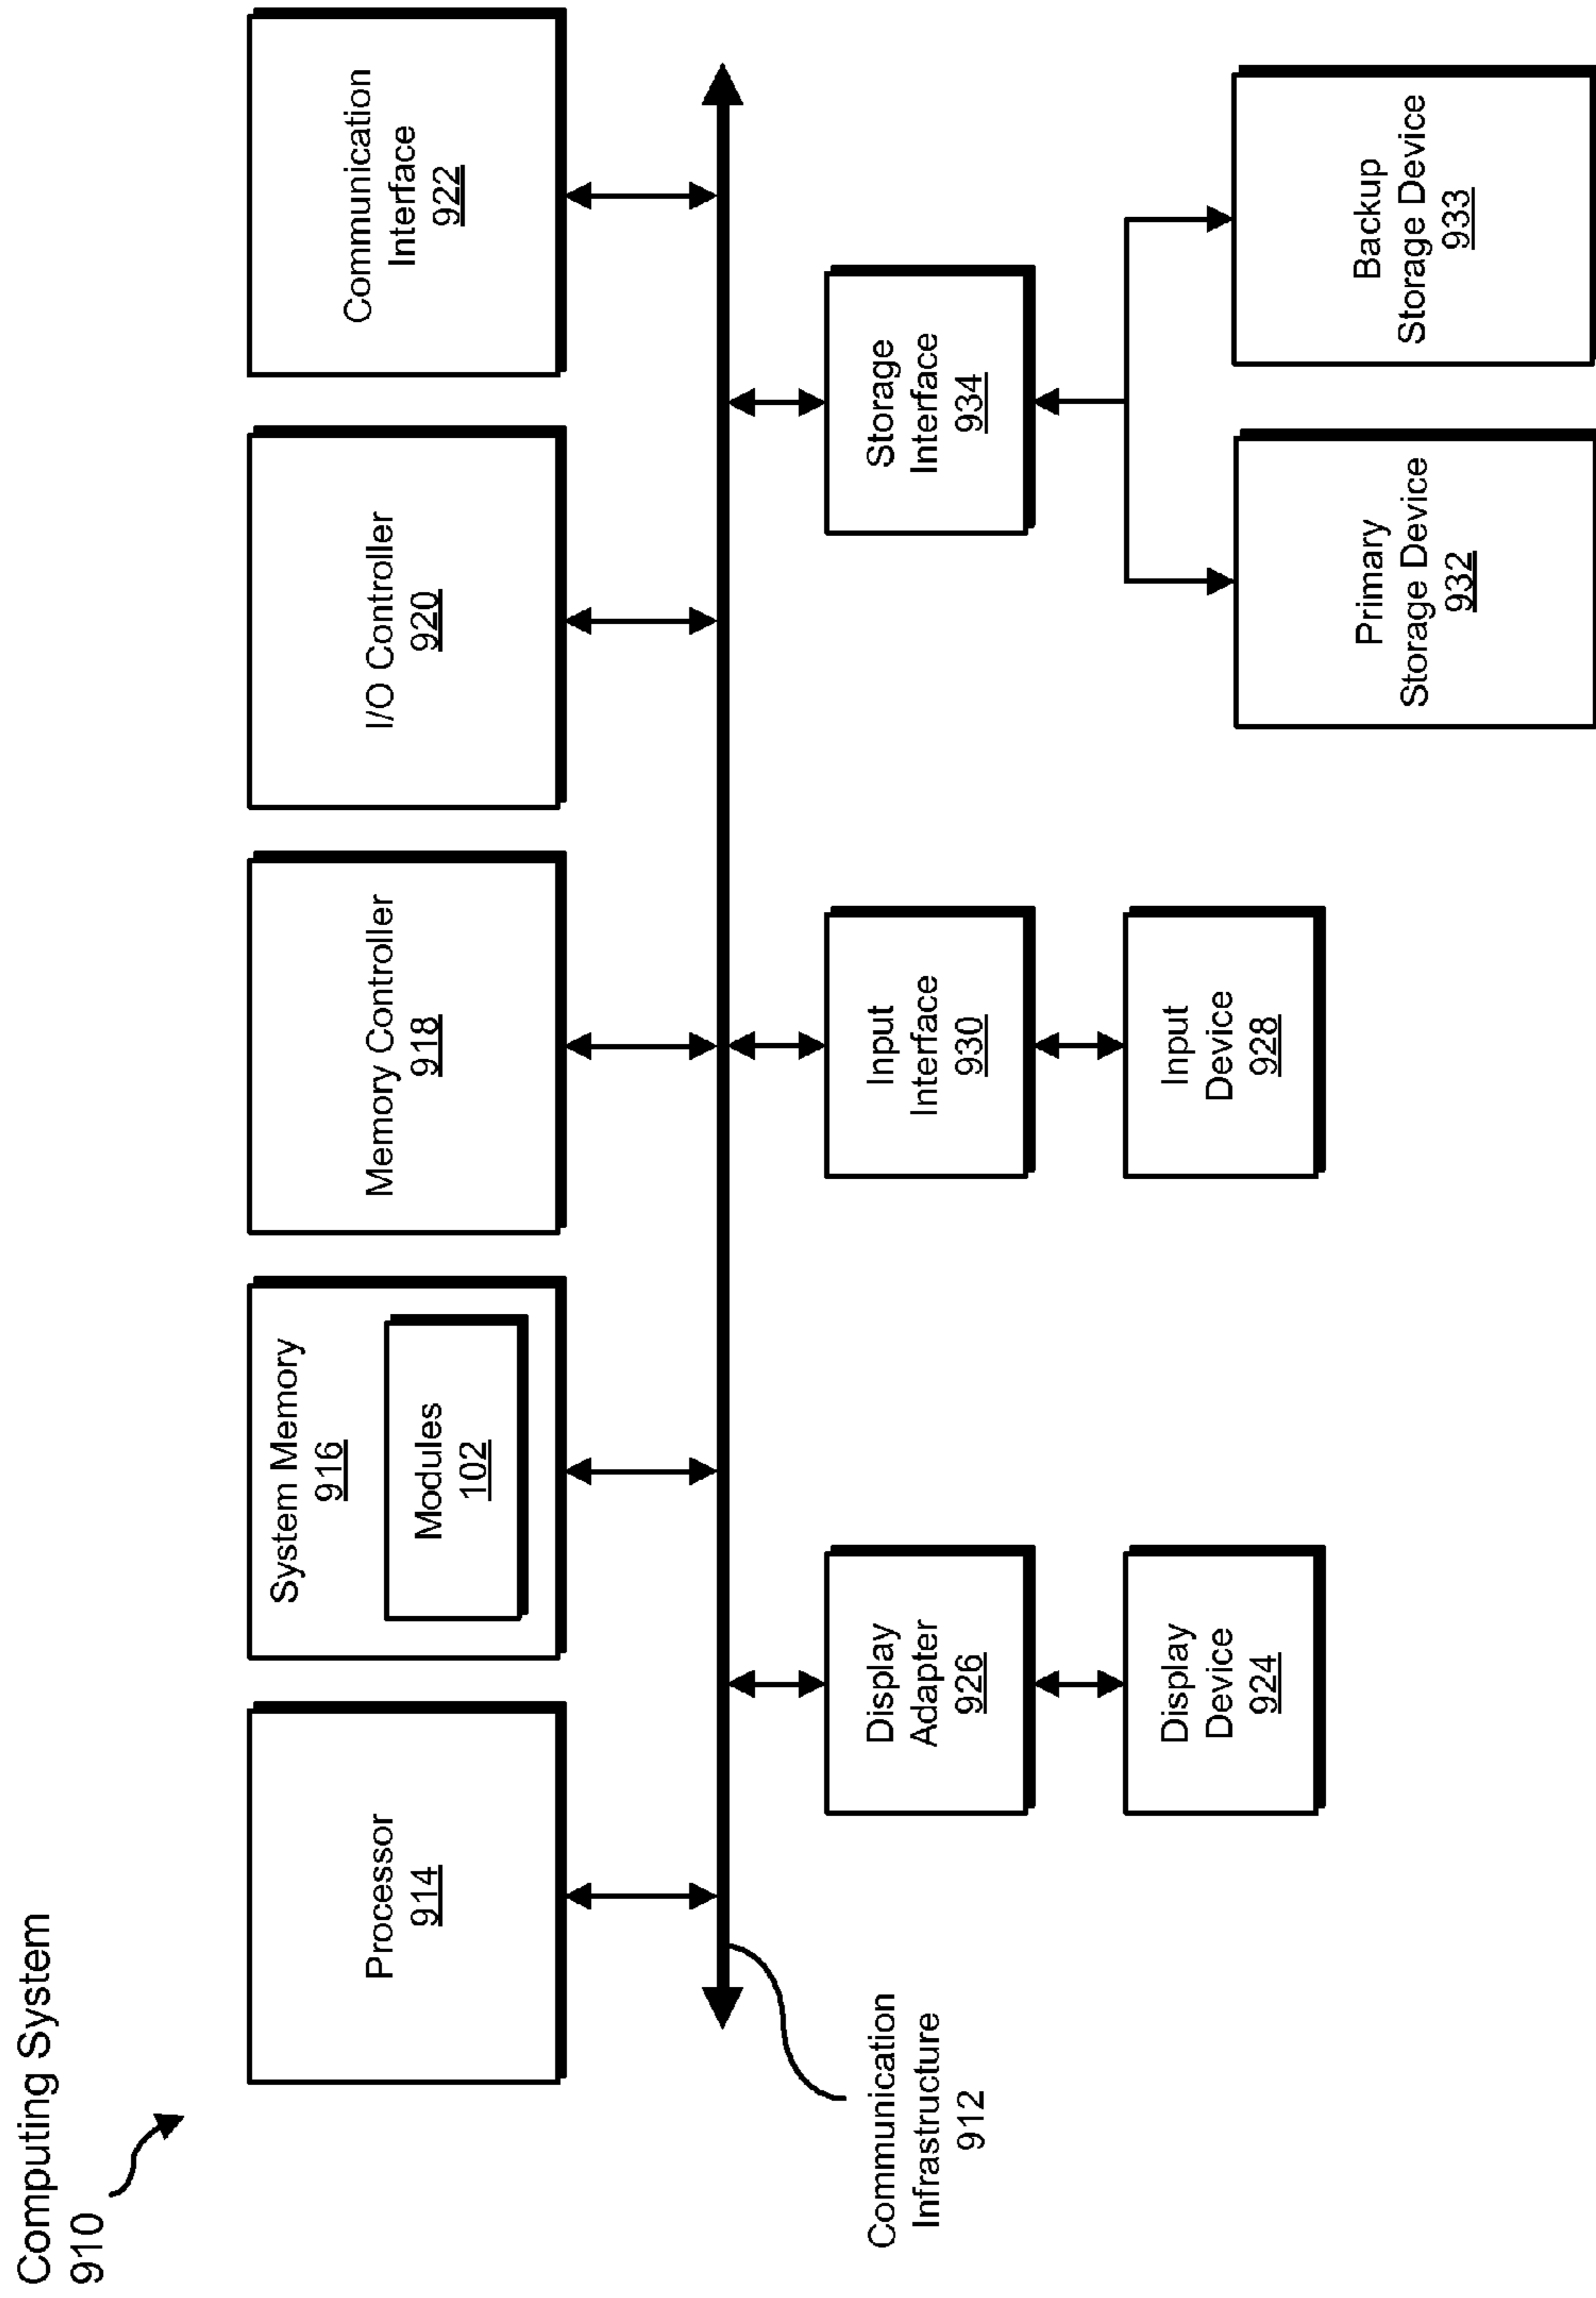 Computing System
910
Processor
914
System Memory
916
Modules
102
Memory Controller
918
I/O Controller
920
Communication
Interface
922
Communication
Infrastructure
912
Display
Adapter
926
Input
Interface
930
Storage
Interface
934
Display
Device
924
Input
Device
928
Primary
Storage Device
932
Backup
Storage Device
933